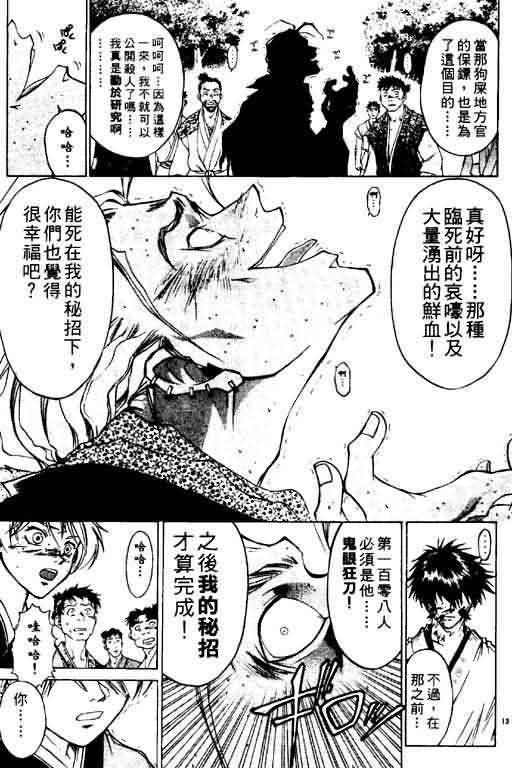 當那狗屎地方官
的保鏢，也是為
了這個目的……
呵呵呵…因為這樣
一來，我不就可以
公開殺人了嗎……
我真是勤於研究啊
哈哈…
真好呀……那種
臨死前的哀嚎以及
大量湧出的鮮血！
能死在我的秘招下，
你們也覺得
很幸福吧？
不過，在
那之前…
第一百零八人
必須是他……
鬼眼狂刀！
之後我的秘招
才算完成！
ギロッ
哈哈…
哇哈哈！
你……
13